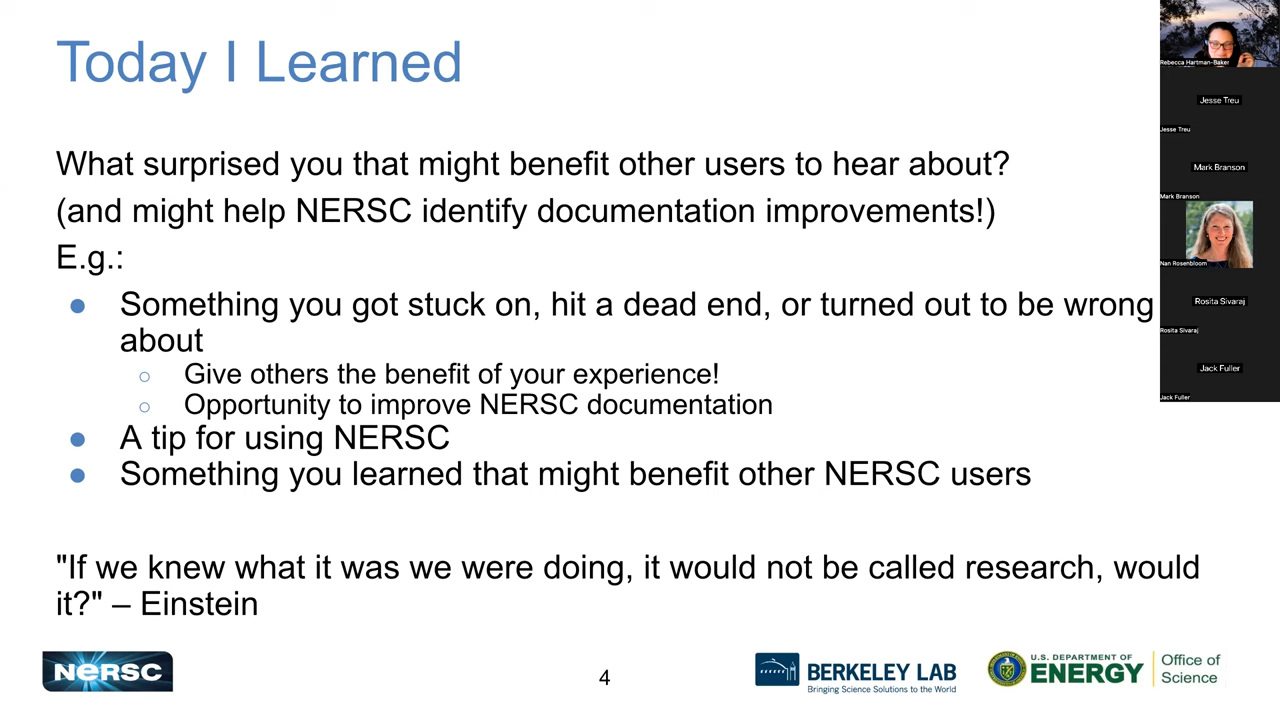 Today I Learned
What surprised you that might benefit other users to hear about?
(and might help NERSC identify documentation improvements!)
E.g.:
● Something you got stuck on, hit a dead end, or turned out to be wrong
about
○ Give others the benefit of your experience!
○ Opportunity to improve NERSC documentation
● A tip for using NERSC
● Something you learned that might benefit other NERSC users
"If we knew what it was we were doing, it would not be called research, would
it?" – Einstein
NERSC
4
BERKELEY LAB
Bringing Science Solutions to the World
U.S. DEPARTMENT OF
ENERGY
Office of
Science
Rebecca Hartman-Baker
Jesse Treu
Jesse Treu
Mark Branson
Mark Branson
Nan Rosenbloom
Rosita Sivaraj
Rosita Sivaraj
Jack Fuller
Jack Fuller